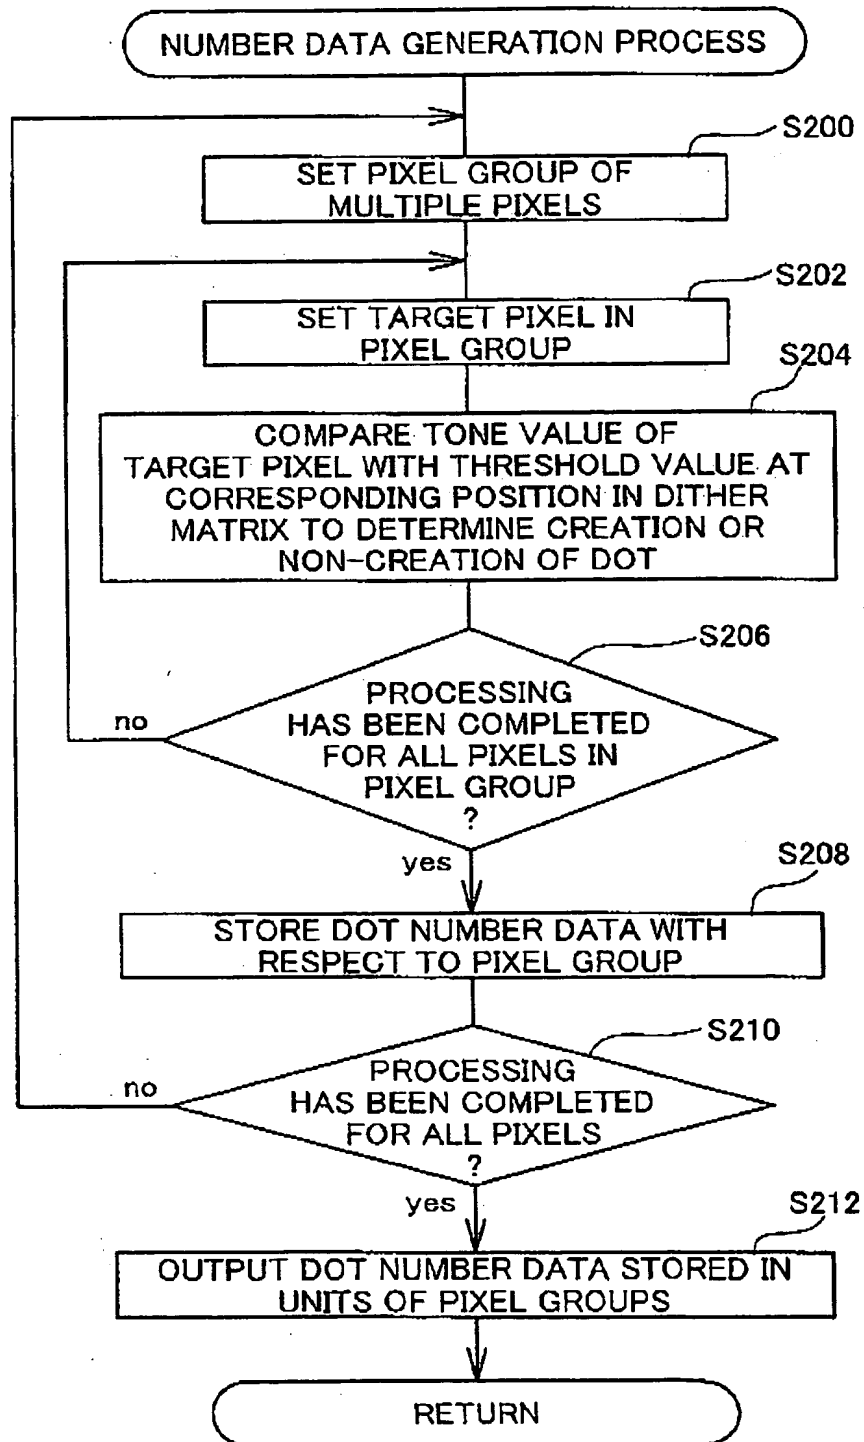 NUMBER DATA GENERATION PROCESS
S200
SET PIXEL GROUP OF
MULTIPLE PIXELS
S202
SET TARGET PIXEL IN
PIXEL GROUP
S204
COMPARE TONE VALUE OF
TARGET PIXEL WITH THRESHOLD VALUE AT
CORRESPONDING POSITION IN DITHER
MATRIX TO DETERMINE CREATION OR
NON-CREATION OF DOT
S206
PROCESSING
HAS BEEN COMPLETED
FOR ALL PIXELS IN
PIXEL GROUP
?
no
yes
S208
STORE DOT NUMBER DATA WITH
RESPECT TO PIXEL GROUP
S210
PROCESSING
HAS BEEN COMPLETED
FOR ALL PIXELS
?
no
yes
S212
OUTPUT DOT NUMBER DATA STORED IN
UNITS OF PIXEL GROUPS
RETURN